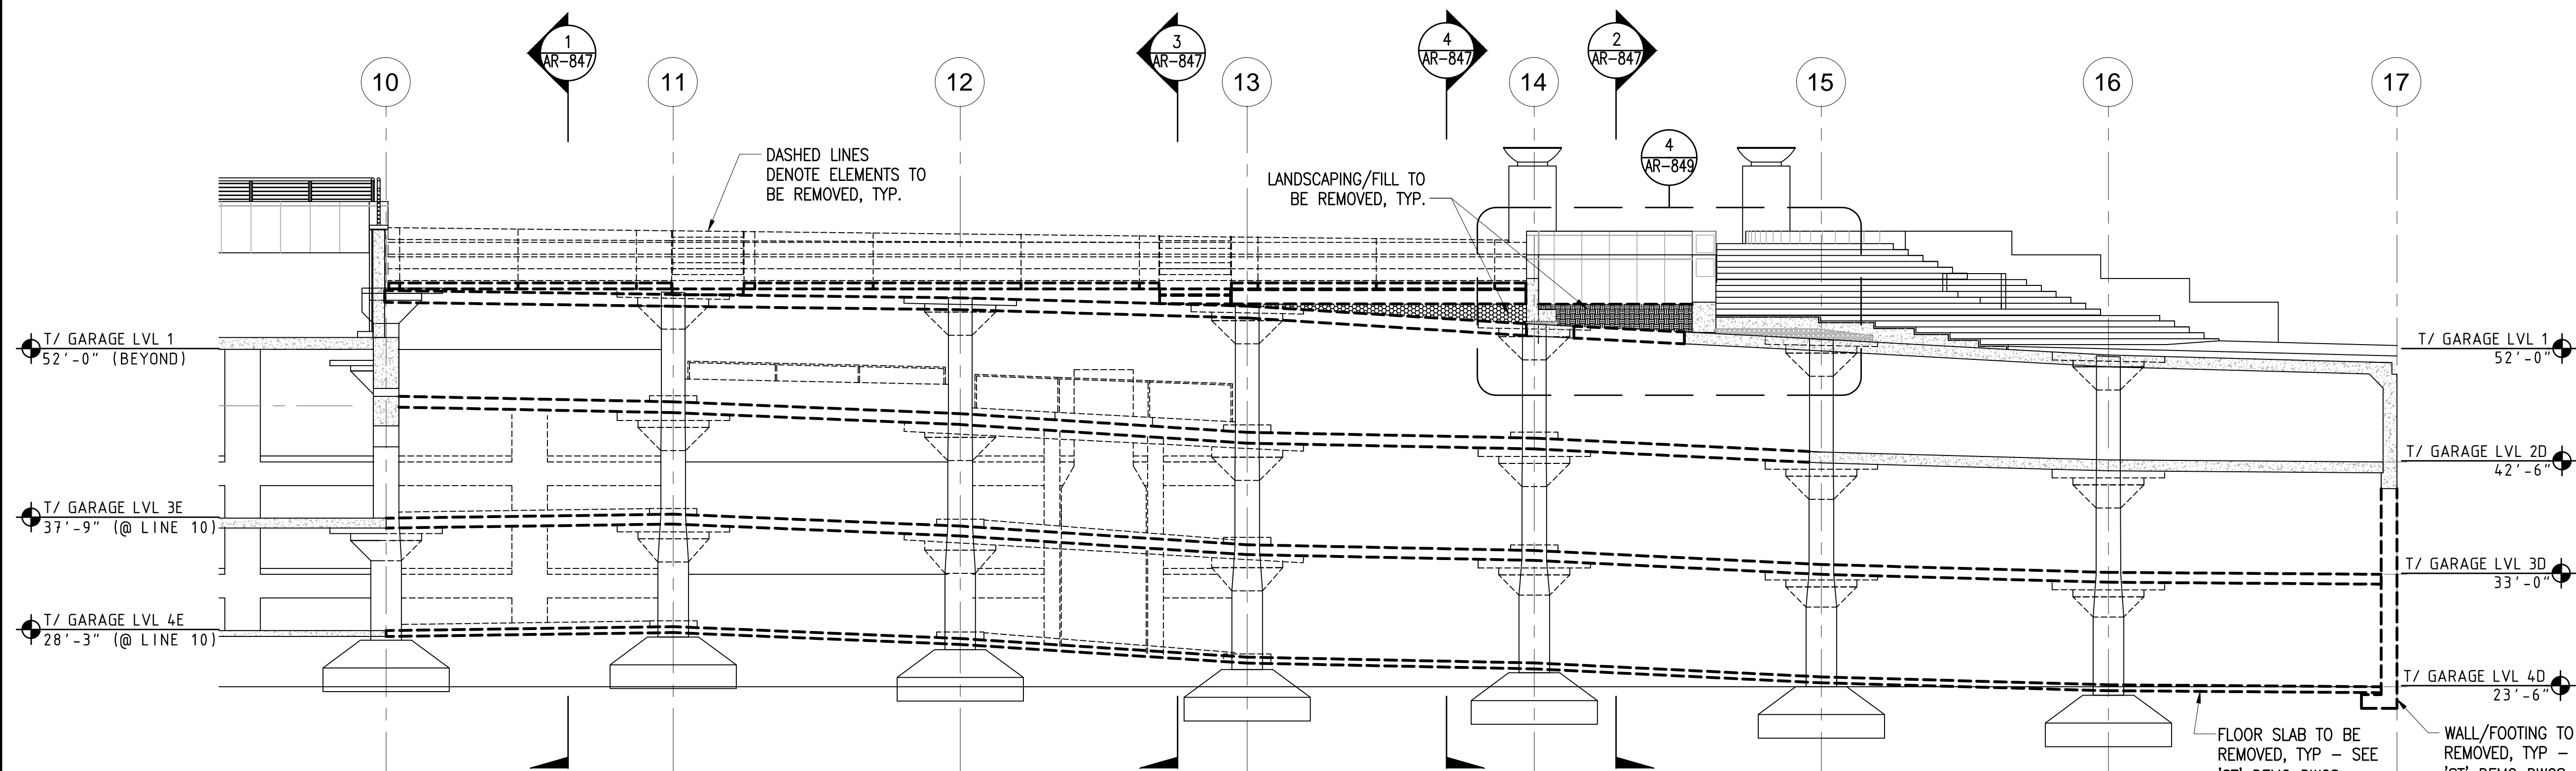 1
AR-847
3
AR-847
4
AR-847
2
AR-847
10
11
12
13
14
15
16
17
4
AR-849
DASHED LINES
DENOTE ELEMENTS TO
BE REMOVED, TYP.
LANDSCAPING/FILL TO
BE REMOVED, TYP.
T/ GARAGE LVL 1
52'-0" (BEYOND)
T/ GARAGE LVL 1
52'-0"
T/ GARAGE LVL 2D
42'-6"
T/ GARAGE LVL 3E
37'-9" (@ LINE 10)
T/ GARAGE LVL 3D
33'-0"
T/ GARAGE LVL 4E
28'-3" (@ LINE 10)
T/ GARAGE LVL 4D
23'-6"
FLOOR SLAB TO BE
REMOVED, TYP – SEE
WALL/FOOTING TO
REMOVED, TYP –